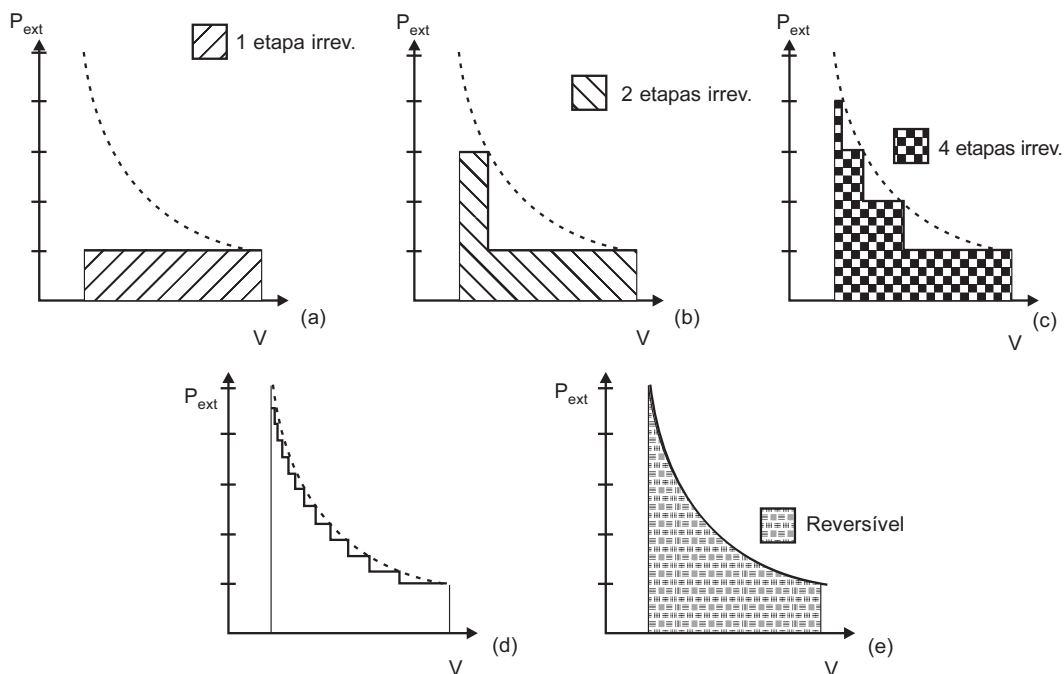 P_ext
1 etapa irrev.
(a)
V
P_ext
2 etapas irrev.
(b)
V
P_ext
4 etapas irrev.
(c)
V
P_ext
(d)
V
P_ext
Reversível
(e)
V